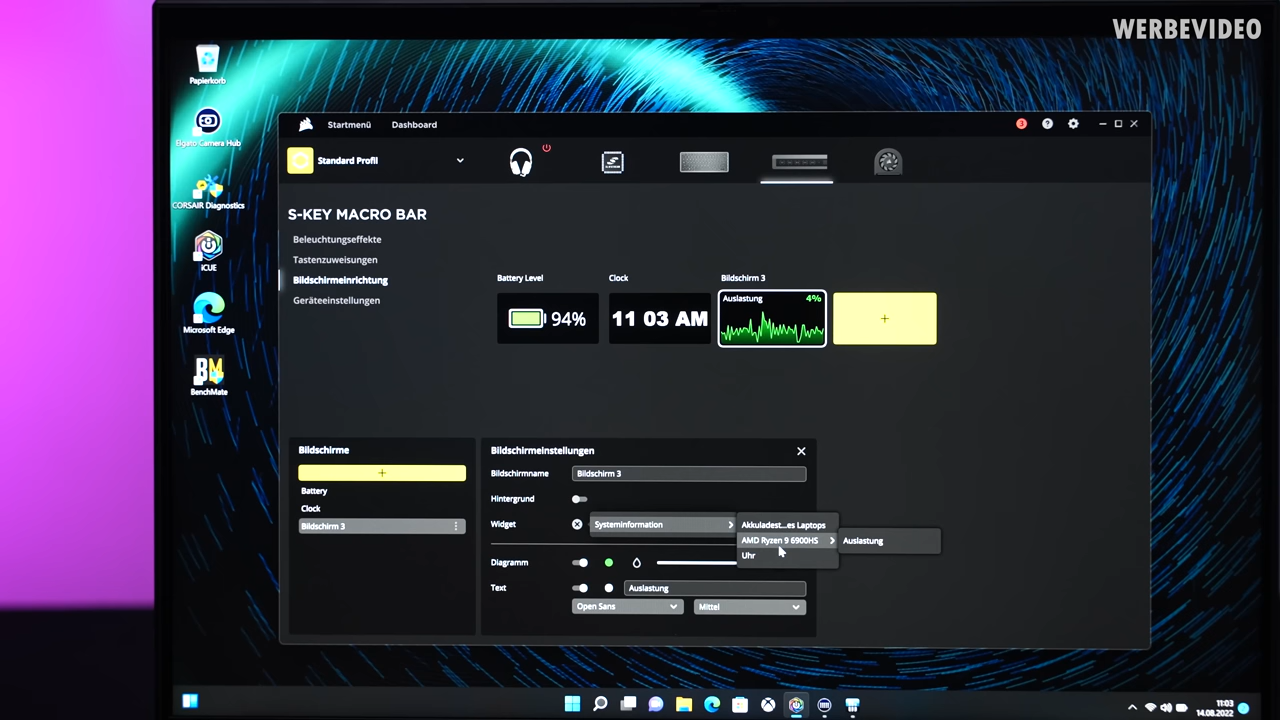 WERBEVIDEO
Papierkorb
Elgato Camera Hub
CORSAIR Diagnostics
iCUE
Microsoft Edge
BM
BenchMate
Startmenü Dashboard
3
Standard Profil
S-KEY MACRO BAR
Beleuchtungseffekte
Tastenzuweisungen
Bildschirmeinrichtung
Geräteeinstellungen
Battery Level Clock Bildschirm 3
94%
11 03 AM
Auslastung 4%
Bildschirme
Battery
Clock
Bildschirm 3
Bildschirmeinstellungen
Bildschirmname Bildschirm 3
Hintergrund
Widget Systeminformation
Akkuladest...es Laptops
AMD Ryzen 9 6900HS Auslastung
Uhr
Diagramm
Text Auslastung
Open Sans Mittel
11:03
14.08.2022